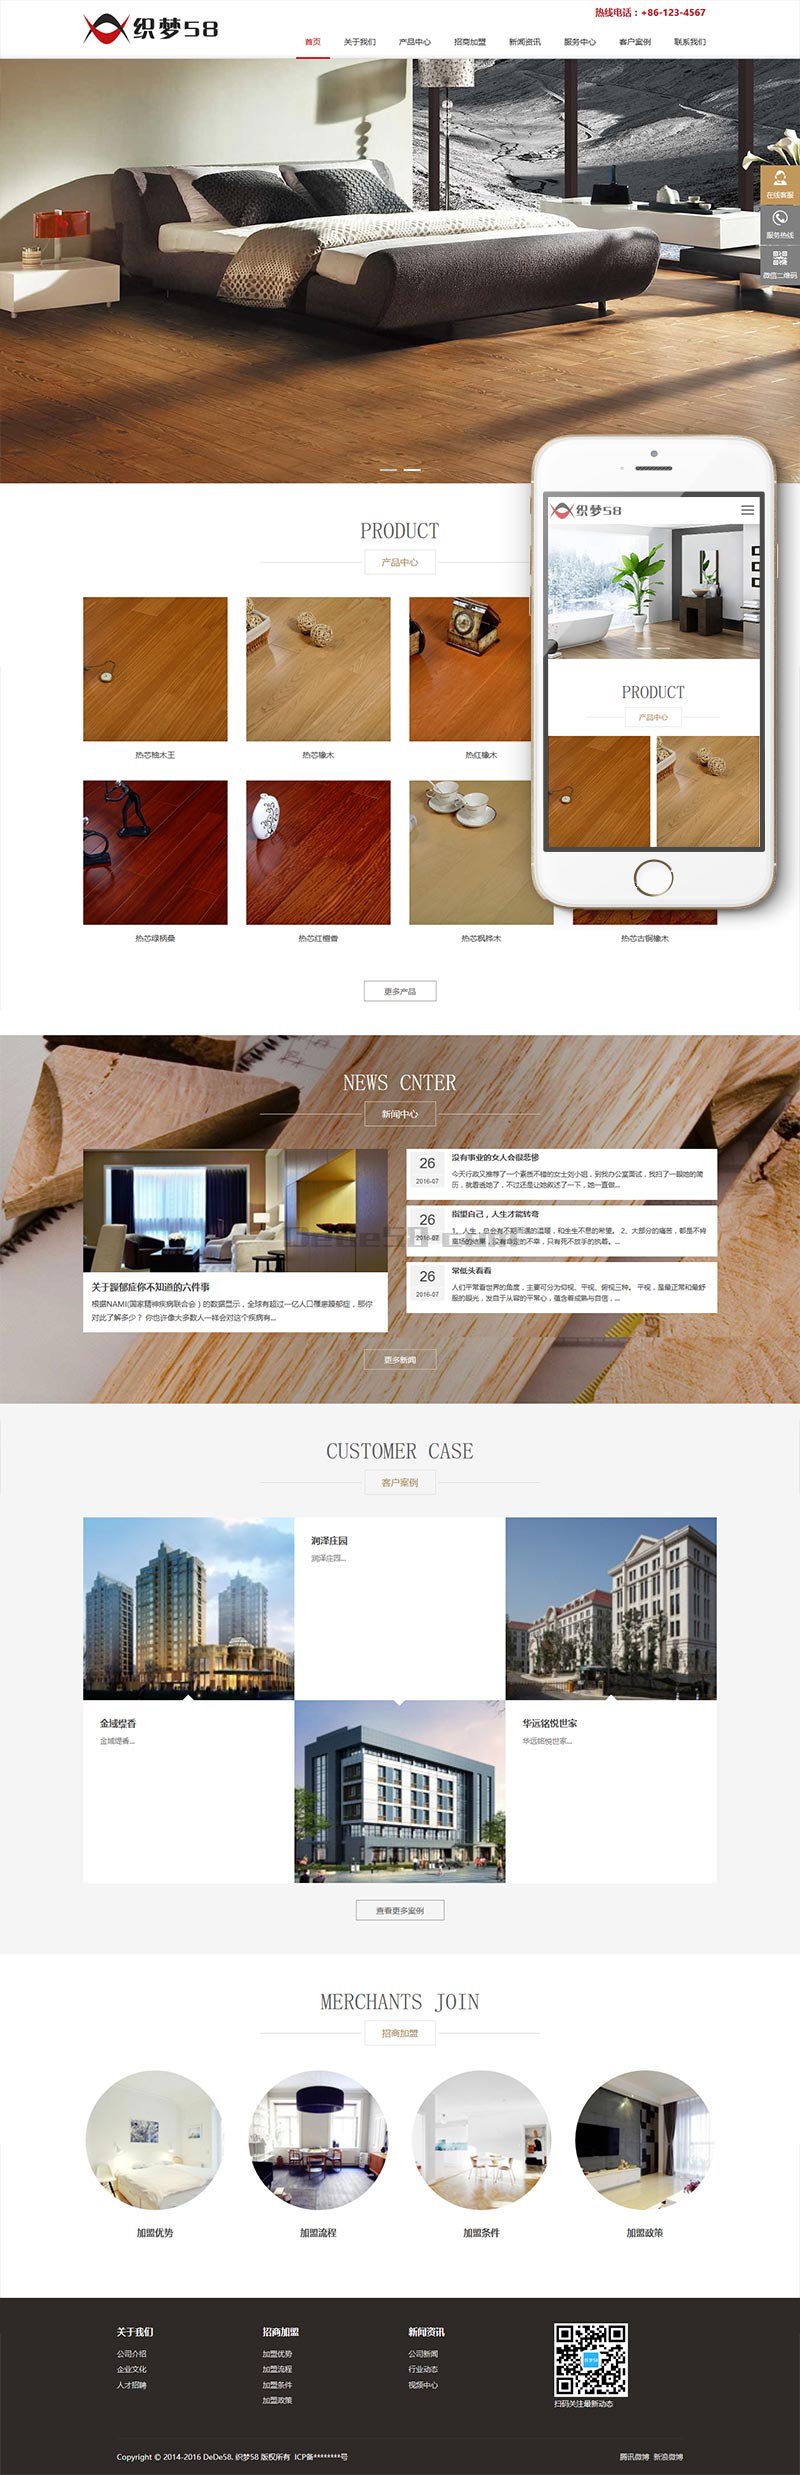 热线电话：+86-123-4567
织梦58
首页 关于我们 产品中心 招商加盟 新闻资讯 服务中心 客户案例 联系我们
在线客服
服务热线
微信二维码
PRODUCT
产品中心
热芯柚木王 热芯橡木 热红橡木
热芯绿柄桑 热芯红檀香 热芯枫桦木 热芯古铜橡木
更多产品
织梦58
PRODUCT
产品中心
NEWS CNTER
新闻中心
关于臆郁症你不知道的六件事
根据NAMI(国家精神疾病联合会）的数据显示，全球有超过一亿人口罹患臆郁症，那你
对此了解多少？ 你也许像大多数人一样会对这个疾病有...
26
2016-07
没有事业的女人会很悲惨
今天行政又推荐了一个素质不错的女士刘小姐，到我办公室面试，我扫了一眼她的简
历，就看透她了，不过还是让她叙述了一下，她一直做...
26
2016-07
指望自己，人生才能转弯
1、人生，总会有不期而遇的温暖，和生生不息的希望。 2、大部分的痛苦，都是不肯
离场的结果，没有命定的不幸，只有死不放手的执着。...
26
2016-07
常低头看看
人们平常看世界的角度，主要可分为仰视、平视、俯视三种。 平视，是最正常和最舒
服的眼光，发自于从容的平常心，蕴含着成熟与自信，...
DeDe58.com
更多新闻
CUSTOMER CASE
客户案例
润泽庄园
润泽庄园...
金域缇香
金域缇香...
华远铭悦世家
华远铭悦世家...
查看更多案例
MERCHANTS JOIN
招商加盟
加盟优势 加盟流程 加盟条件 加盟政策
关于我们
公司介绍
企业文化
人才招聘
招商加盟
加盟优势
加盟流程
加盟条件
加盟政策
新闻资讯
公司新闻
行业动态
视频中心
织梦58
扫码关注最新动态
Copyright © 2014-2016 DeDe58. 织梦58 版权所有 ICP备********号
腾讯微博 新浪微博